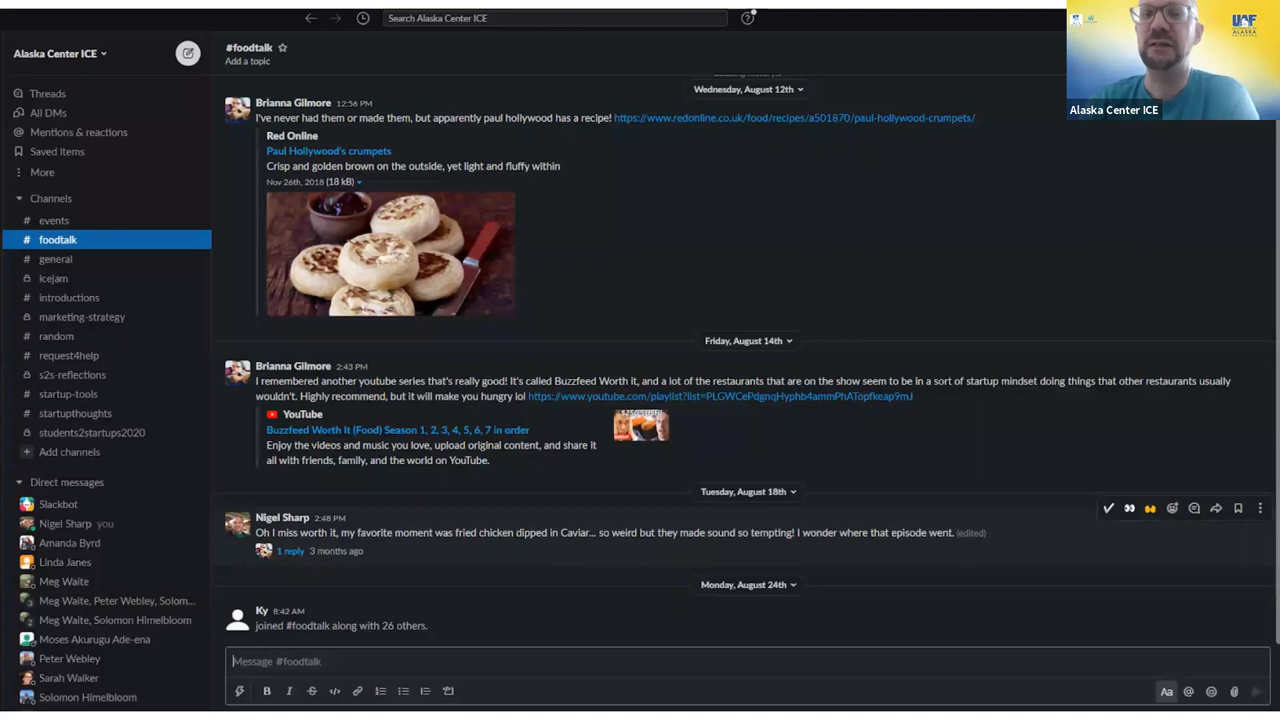 Search Alaska Center ICE
Alaska Center ICE
Threads
All DMs
Mentions & reactions
Saved items
More
Channels
# events
# foodtalk
# general
icejam
# introductions
marketing-strategy
# random
# request4help
s2s-reflections
# startup-tools
# startupthoughts
# students2startups2020
+ Add channels
Direct messages
Slackbot
Nigel Sharp you
Amanda Byrd
Linda Janes
Meg Waite
3 Meg Waite, Peter Webley, Solom...
2 Meg Waite, Solomon Himelbloom
Moses Akurugu Ade-ena
Peter Webley
Sarah Walker
Solomon Himelbloom
#foodtalk
Add a topic
Wednesday, August 12th
Brianna Gilmore 12:56 PM
I've never had them or made them, but apparently paul hollywood has a recipe! https://www.redonline.co.uk/food/recipes/a501870/paul-hollywood-crumpets/
Red Online
Paul Hollywood's crumpets
Crisp and golden brown on the outside, yet light and fluffy within
Nov 26th, 2018 (18 kB)
Friday, August 14th
Brianna Gilmore 2:43 PM
I remembered another youtube series that's really good! It's called Buzzfeed Worth it, and a lot of the restaurants that are on the show seem to be in a sort of startup mindset doing things that other restaurants usually
wouldn't. Highly recommend, but it will make you hungry lol https://www.youtube.com/playlist?list=PLGWCePdgnqHyphb4ammPhATopfkeap9mJ
YouTube
Buzzfeed Worth It (Food) Season 1, 2, 3, 4, 5, 6, 7 in order
Enjoy the videos and music you love, upload original content, and share it
all with friends, family, and the world on YouTube.
Tuesday, August 18th
Nigel Sharp 2:48 PM
Oh I miss worth it, my favorite moment was fried chicken dipped in Caviar... so weird but they made sound so tempting! I wonder where that episode went. (edited)
1 reply 3 months ago
Monday, August 24th
Ky 8:42 AM
joined #foodtalk along with 26 others.
Message #foodtalk
B I S </> Aa @
UAF
Alaska Center ICE